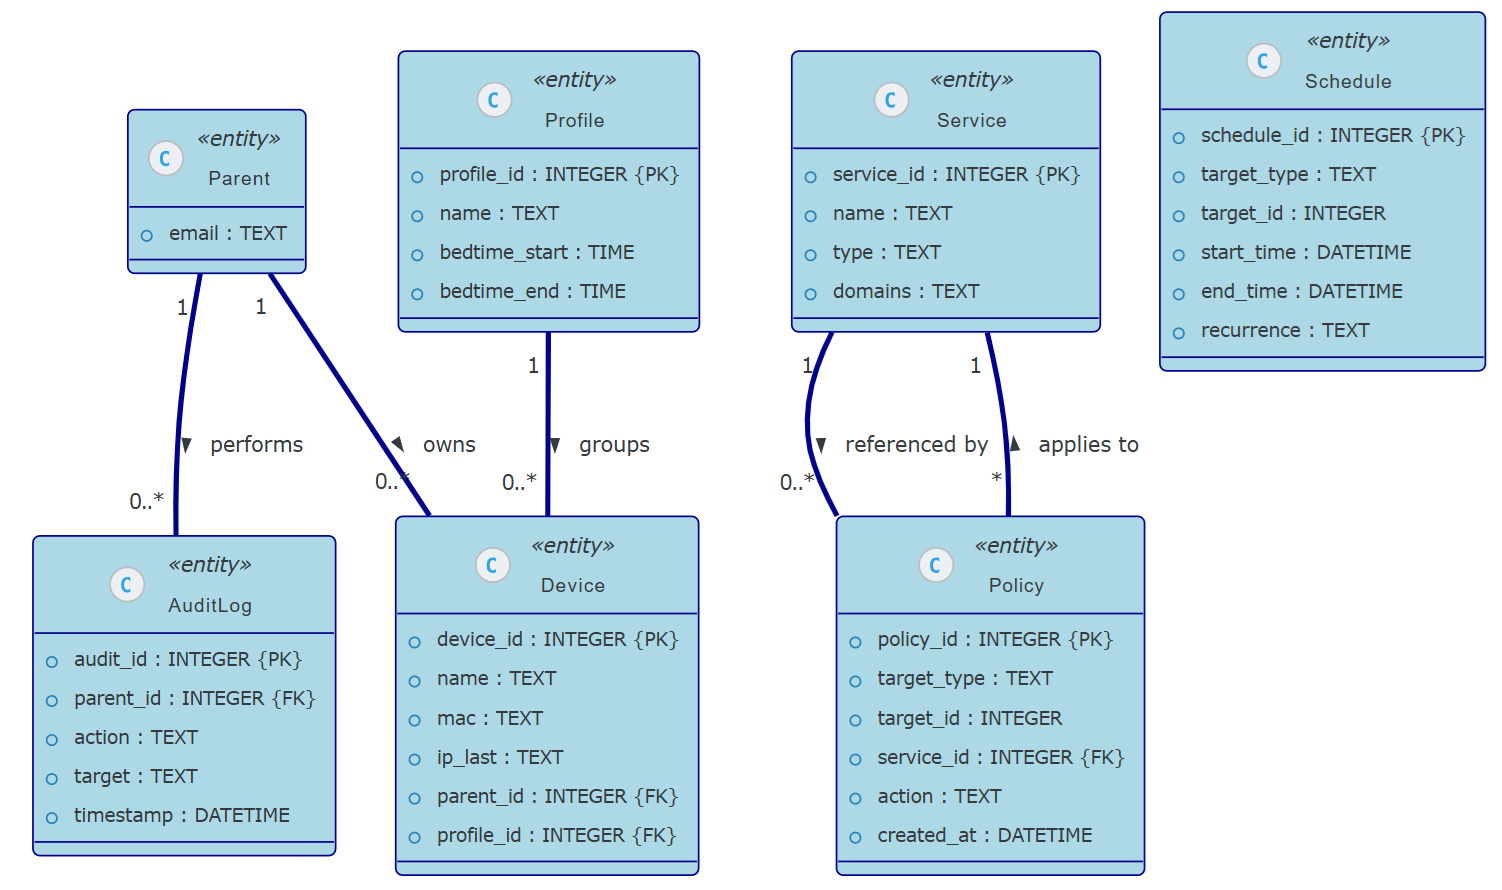 «entity»
C
Parent
email : TEXT
«entity»
C
Profile
profile_id : INTEGER {PK}
name : TEXT
bedtime_start : TIME
bedtime_end : TIME
«entity»
C
Service
service_id : INTEGER {PK}
name : TEXT
type : TEXT
domains : TEXT
«entity»
C
Schedule
schedule_id : INTEGER {PK}
target_type : TEXT
target_id : INTEGER
start_time : DATETIME
end_time : DATETIME
recurrence : TEXT
1
1
1
1
1
performs
owns
groups
referenced by
applies to
0..*
0..*
0..*
0..*
*
«entity»
C
AuditLog
audit_id : INTEGER {PK}
parent_id : INTEGER {FK}
action : TEXT
target : TEXT
timestamp : DATETIME
«entity»
C
Device
device_id : INTEGER {PK}
name : TEXT
mac : TEXT
ip_last : TEXT
parent_id : INTEGER {FK}
profile_id : INTEGER {FK}
«entity»
C
Policy
policy_id : INTEGER {PK}
target_type : TEXT
target_id : INTEGER
service_id : INTEGER {FK}
action : TEXT
created_at : DATETIME